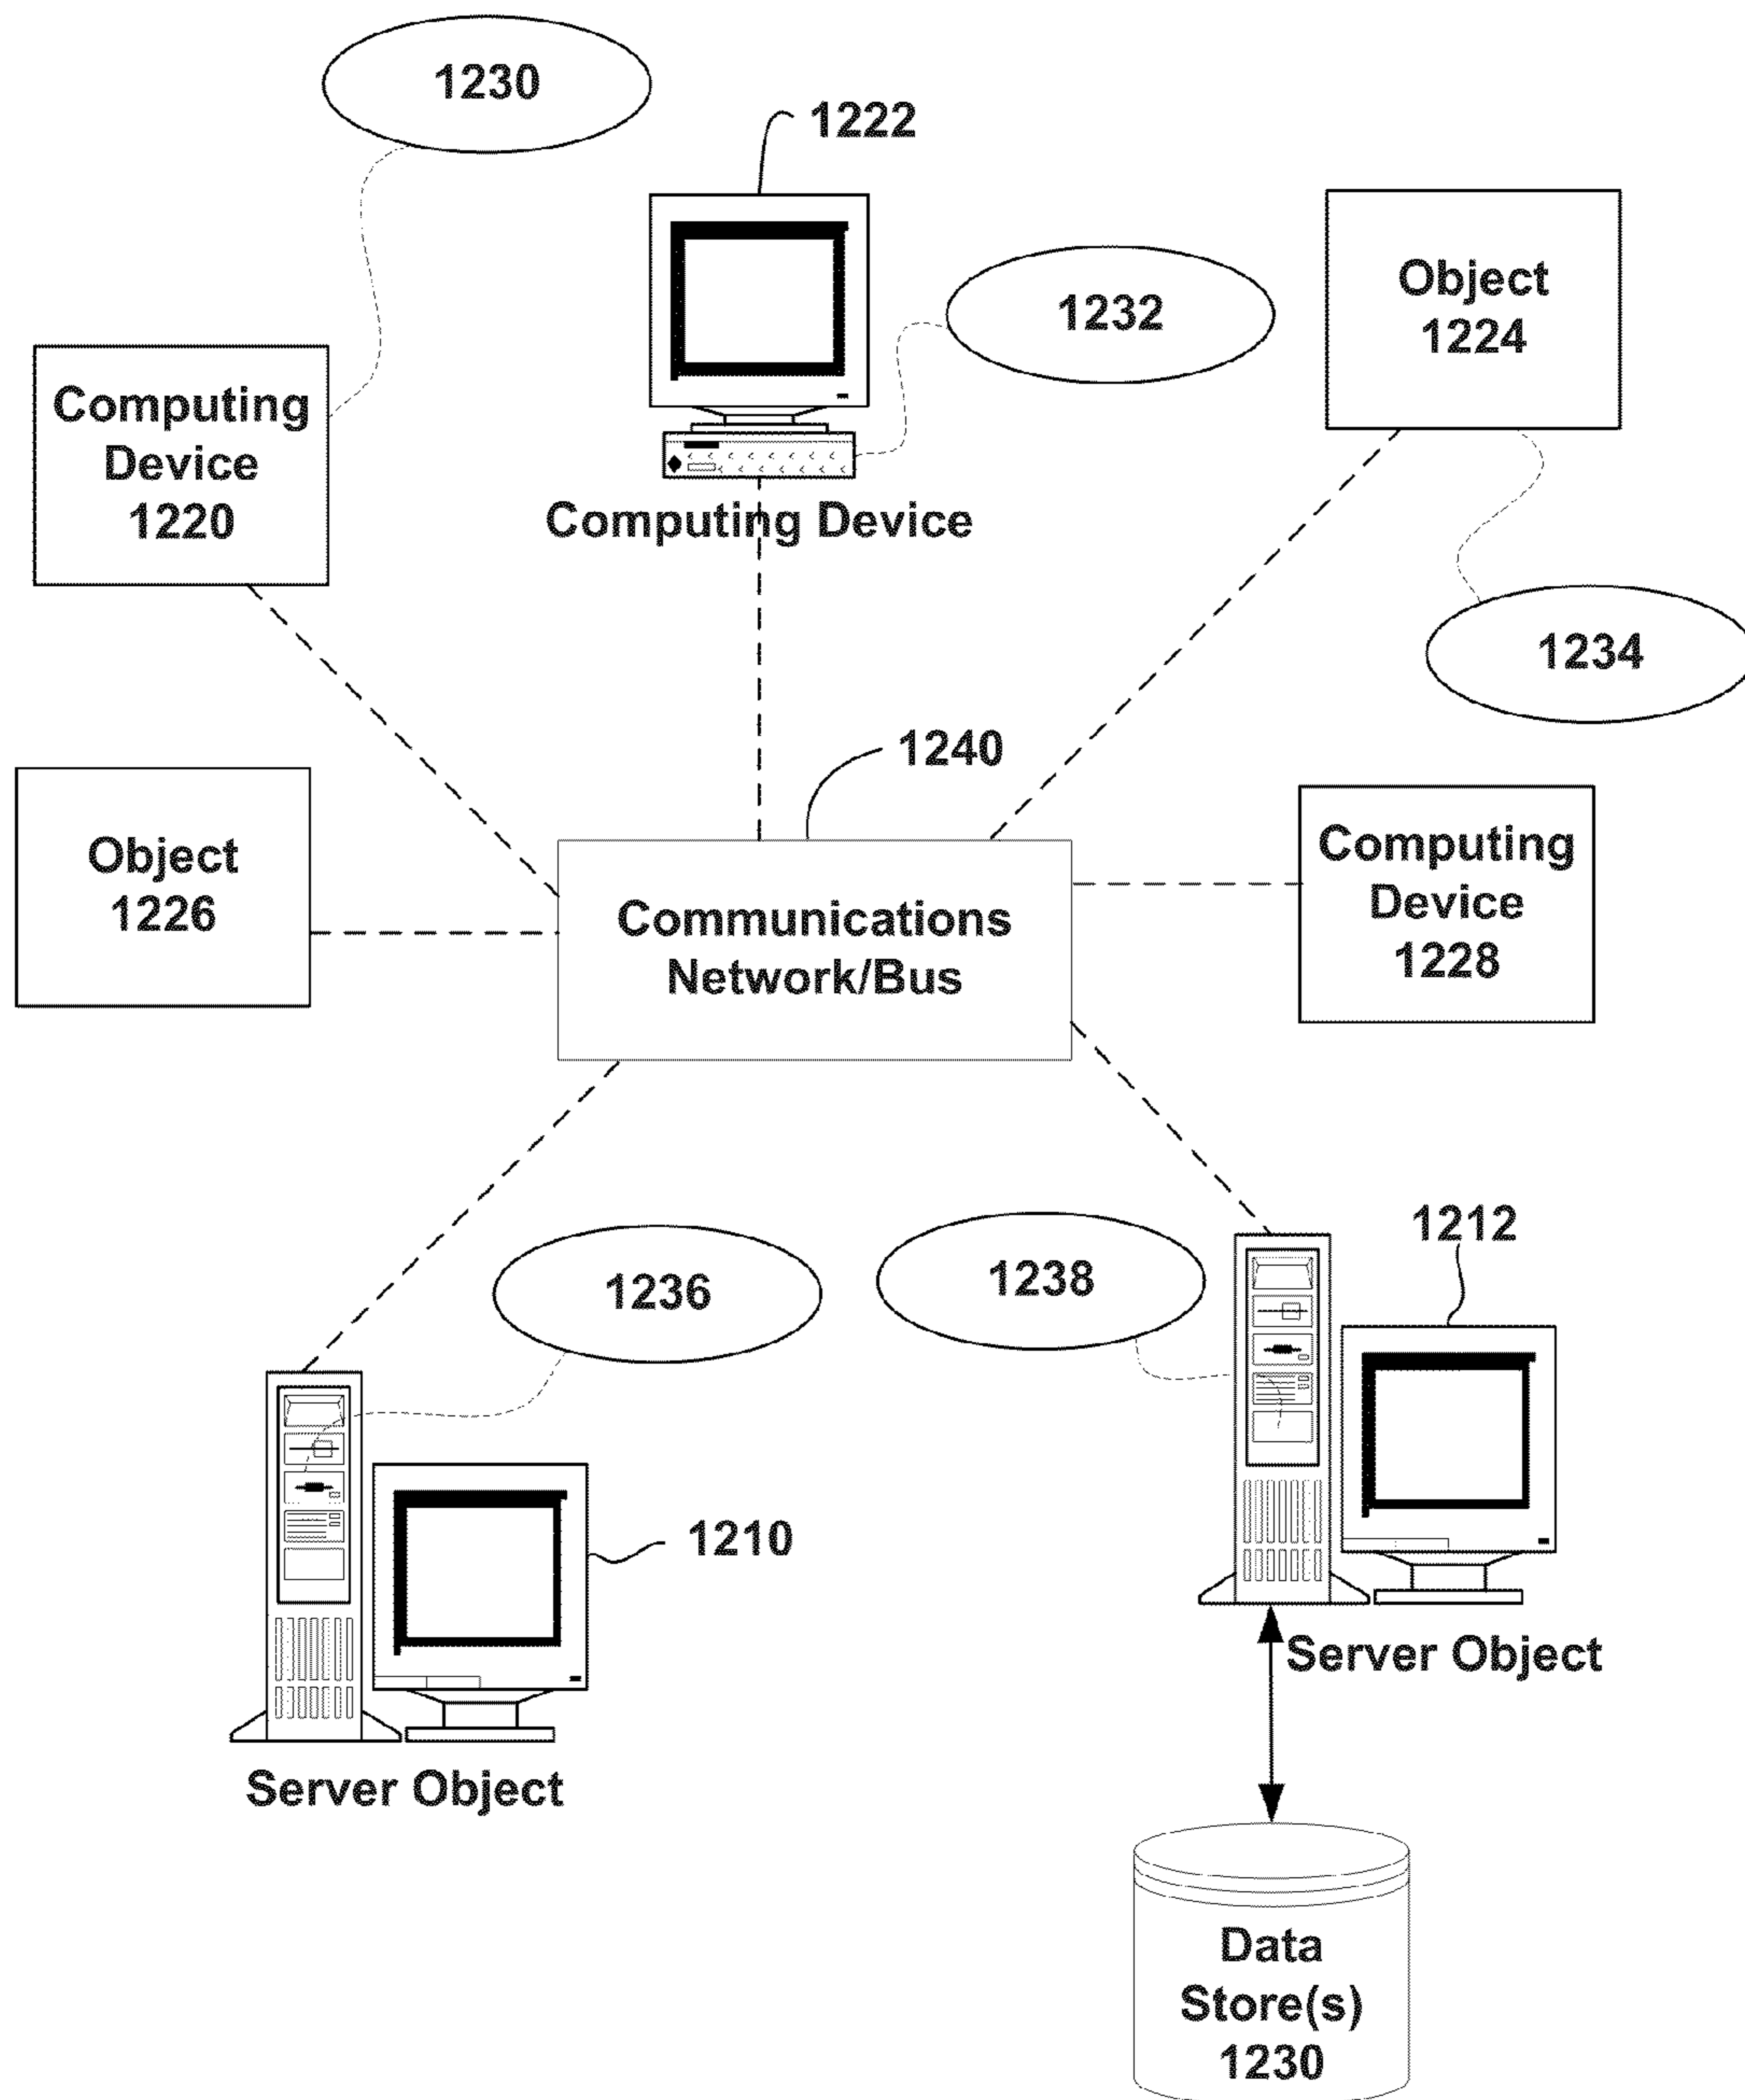 1230
1222
1232
Object
1224
Computing
Device
1220
Computing Device
1234
1240
Object
1226
Computing
Device
1228
Communications
Network/Bus
1236
1238
1212
1210
Server Object
Server Object
Data
Store(s)
1230